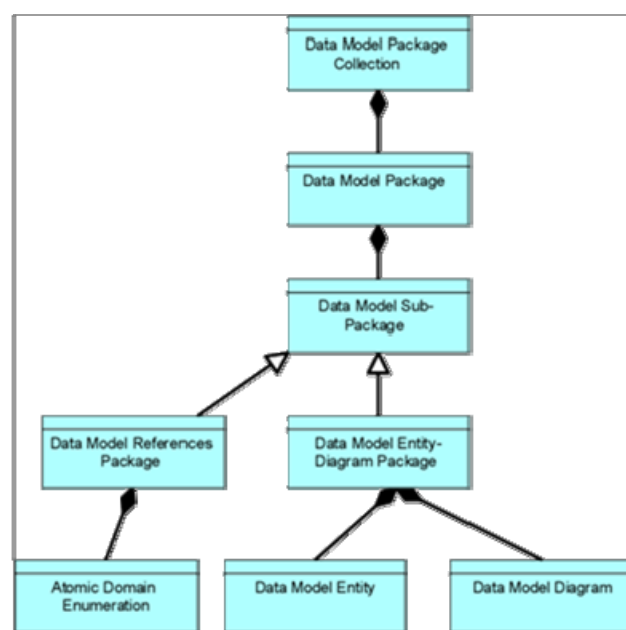 Data Model Package
Collection
Data Model Package
Data Model Sub-
Package
Data Model References
Package
Data Model Entity-
Diagram Package
Atomic Domain
Enumeration
Data Model Entity
Data Model Diagram